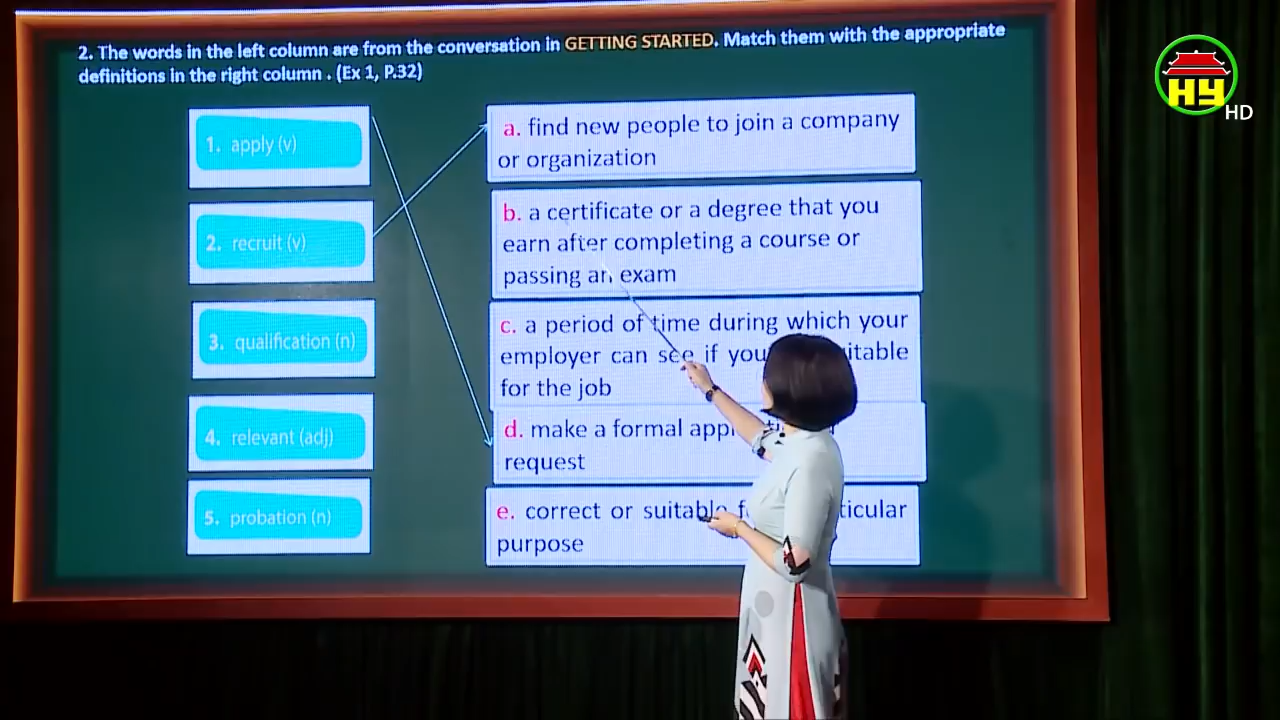 2. The words in the left column are from the conversation in GETTING STARTED. Match them with the appropriate
definitions in the right column . (Ex 1, P.32)
1. apply (v)
2. recruit (v)
3. qualification (n)
4. relevant (adj)
5. probation (n)
a. find new people to join a company
or organization
b. a certificate or a degree that you
earn after completing a course or
passing an exam
c. a period of time during which your
employer can see if you
for the job
d. make a formal
request
e. correct or suitable
purpose
HY
HD